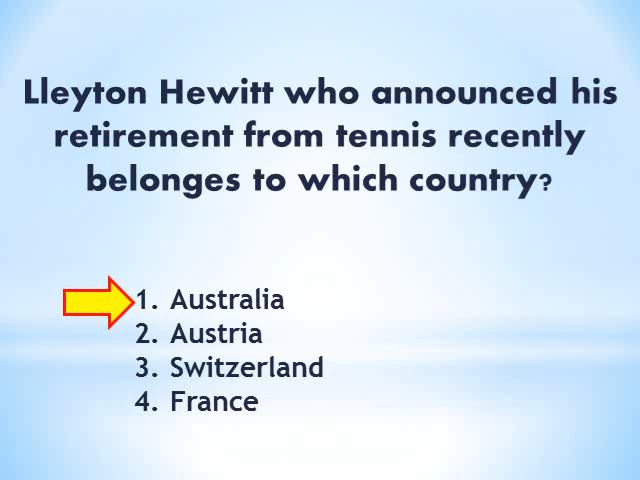 Lleyton Hewitt who announced his
retirement from tennis recently
belonges to which country?
1. Australia
2. Austria
3. Switzerland
4. France